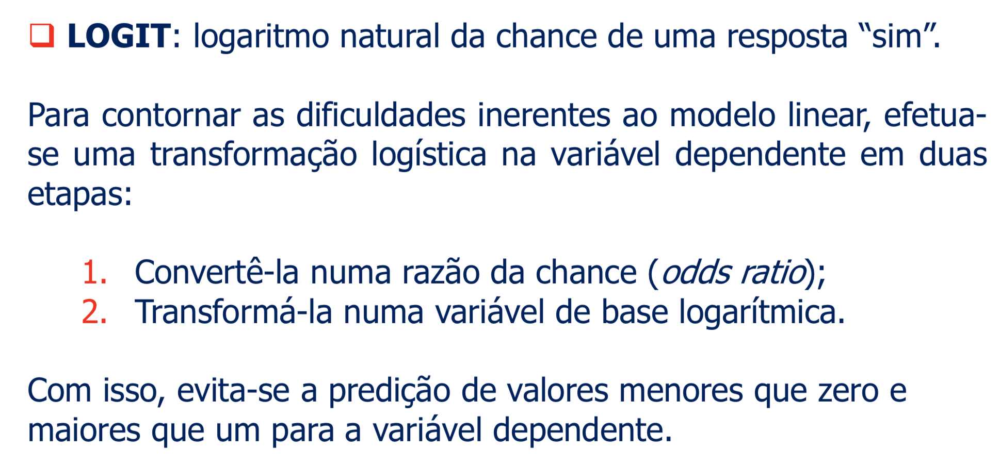 ❑ LOGIT: logaritmo natural da chance de uma resposta “sim”.
Para contornar as dificuldades inerentes ao modelo linear, efetua-
se uma transformação logística na variável dependente em duas
etapas:
1. Convertê-la numa razão da chance (odds ratio);
2. Transformá-la numa variável de base logarítmica.
Com isso, evita-se a predição de valores menores que zero e
maiores que um para a variável dependente.